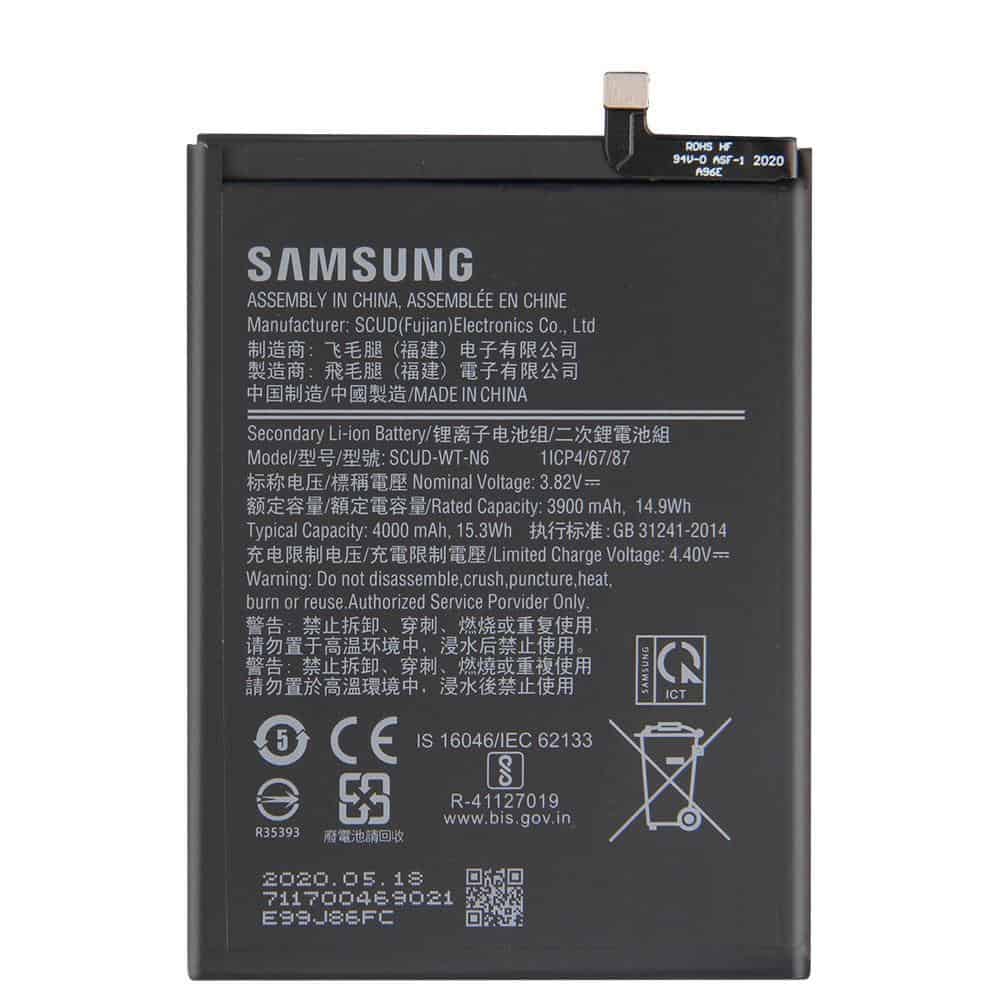 ROHS HF
94V-0 ASF-1 2020
A96E
SAMSUNG
ASSEMBLY IN CHINA, ASSEMBLÉE EN CHINE
Manufacturer: SCUD(Fujian)Electronics Co., Ltd
制造商: 飞毛腿 (福建) 电子有限公司
製造商: 飛毛腿 (福建) 電子有限公司
中国制造/中國製造/MADE IN CHINA
Secondary Li-ion Battery/锂离子电池组/二次鋰電池組
Model/型号/型號: SCUD-WT-N6 1ICP4/67/87
标称电压/標稱電壓 Nominal Voltage: 3.82V⎓
额定容量/額定電容量/Rated Capacity: 3900 mAh, 14.9Wh
Typical Capacity: 4000 mAh, 15.3Wh 执行标准: GB 31241-2014
充电限制电压/充電限制電壓/Limited Charge Voltage: 4.40V⎓
Warning: Do not disassemble,crush,puncture,heat,
burn or reuse.Authorized Service Porvider Only.
警告: 禁止拆卸、穿刺、燃烧或重复使用,
请勿置于高温环境中, 浸水后禁止使用。
警告: 禁止拆卸、穿刺、燃燒或重複使用
請勿置於高溫環境中, 浸水後禁止使用
SAMSUNG
ICT
5
CE
IS 16046/IEC 62133
R-41127019
www.bis.gov.in
R35393
廢電池請回收
2020.05.18
711700469021
E99J86FC